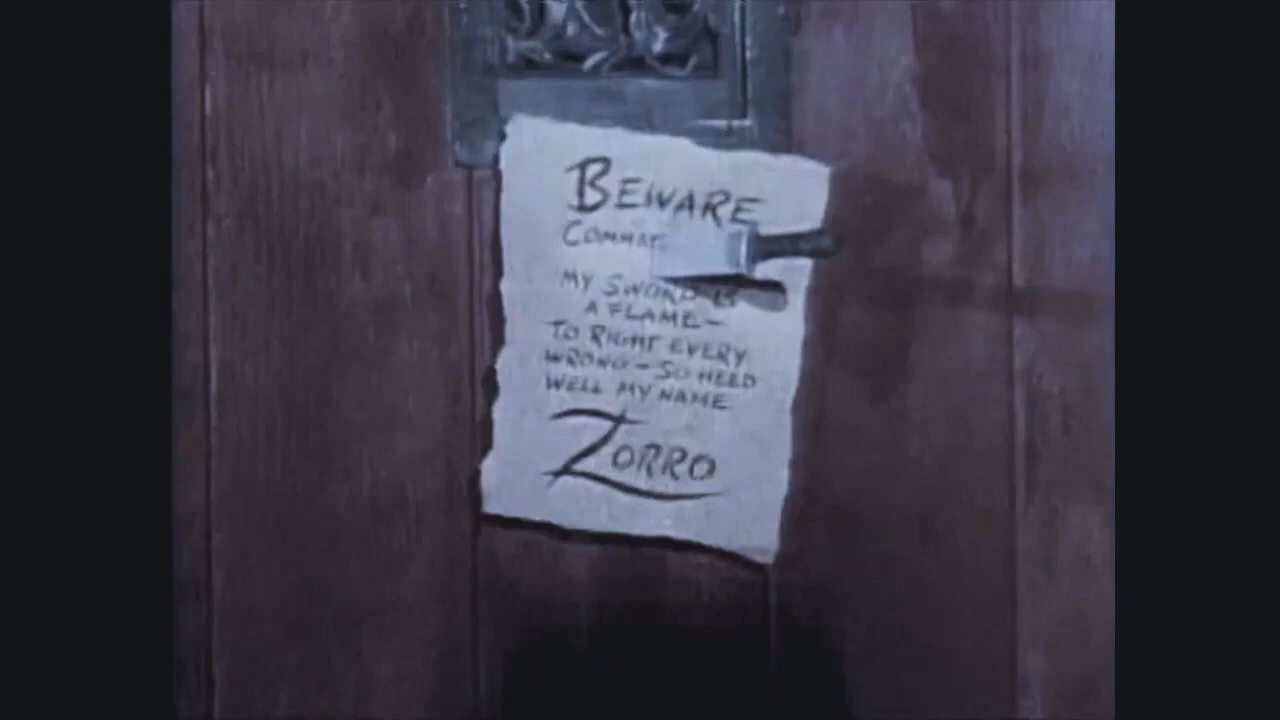 BEWARE
MY SWORD IS
A FLAME—
TO RIGHT EVERY
WRONG—SO HEED
WELL MY NAME
ZORRO